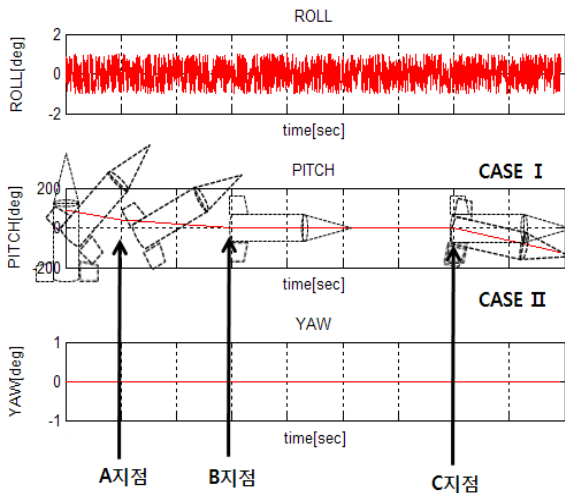 ROLL
2
0
-2
ROLL[deg]
time[sec]
CASE I
PITCH
200
0
-200
PITCH[deg]
time[sec]
CASE II
YAW
1
0
-1
YAW[deg]
time[sec]
A지점
B지점
C지점